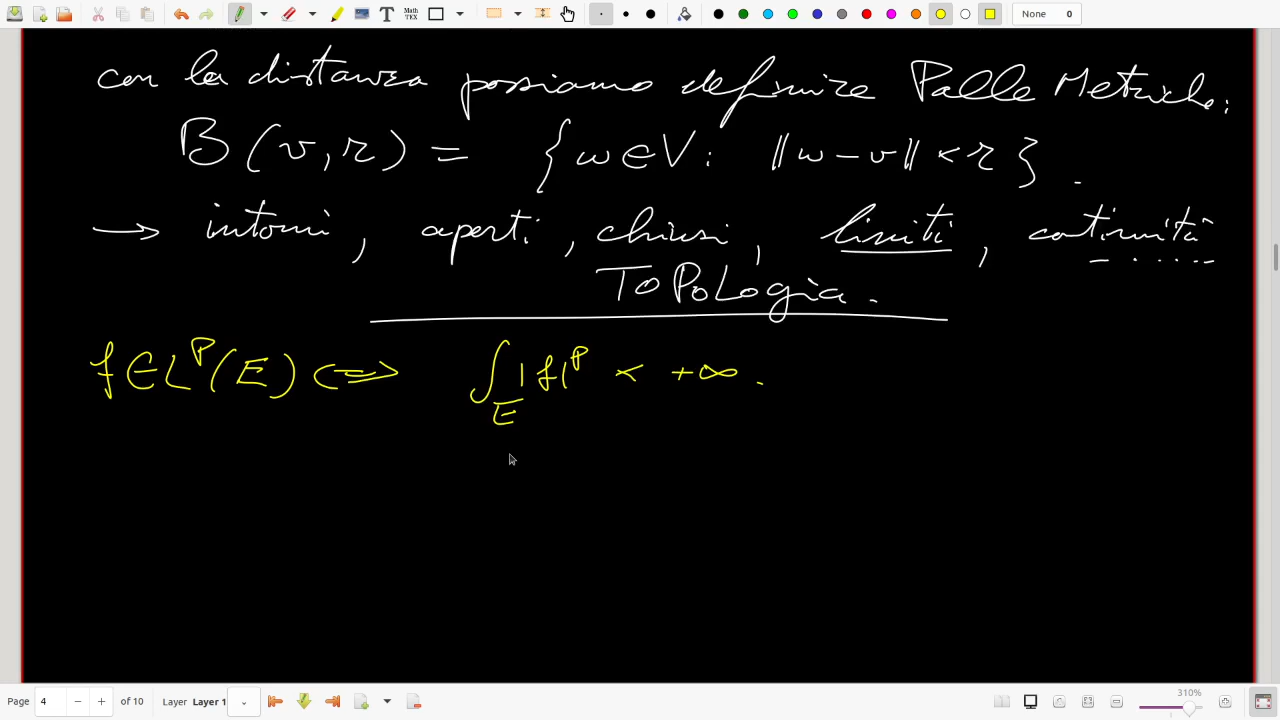 None 0
con la distanza possiamo definire Palle Metriche:
B(v,r) = {w∈V: ‖w-v‖<r}.
→ intorni, aperti, chiusi, limiti, continuità ......
TOPOLOGIA.
f∈L^p(E) ⟺ ∫_E |f|^p < +∞.
Page 4 of 10 Layer Layer 1 310%